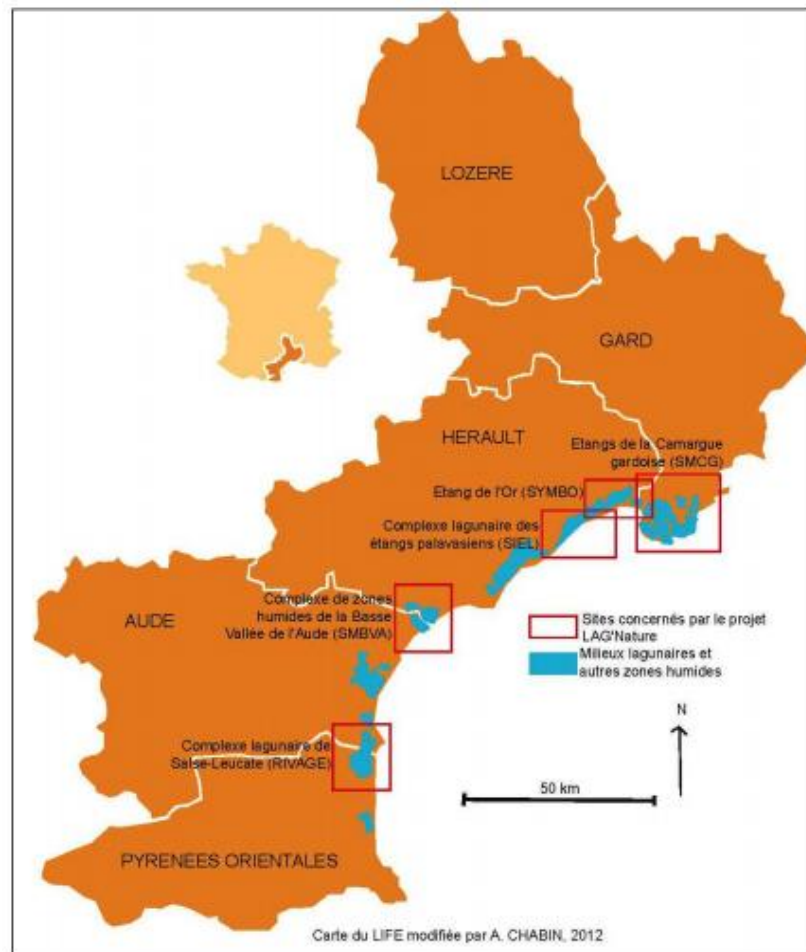 LOZERE
GARD
HERAULT
Etangs de la Camargue
gardoise (SMCG)
Etang de l'Or (SYMBO)
Complexe lagunaire des
étangs palavasiens (SIEL)
Complexe de zones
humides de la Basse
Vallée de l'Aude (SMBVA)
AUDE
Sites concernés par le projet
LAG'Nature
Milieux lagunaires et
autres zones humides
N
Complexe lagunaire de
Salse-Leucate (RIVAGE)
50 km
PYRENEES ORIENTALES
Carte du LIFE modifiée par A. CHABIN, 2012